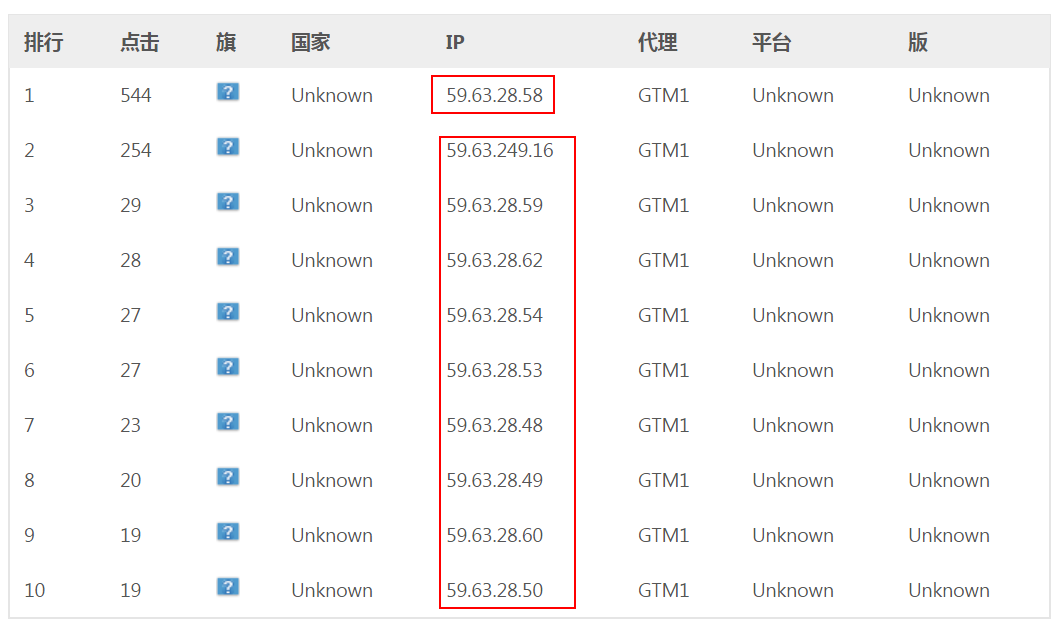 排行 点击 旗 国家 IP 代理 平台 版
1 544 ? Unknown 59.63.28.58 GTM1 Unknown Unknown
2 254 ? Unknown 59.63.249.16 GTM1 Unknown Unknown
3 29 ? Unknown 59.63.28.59 GTM1 Unknown Unknown
4 28 ? Unknown 59.63.28.62 GTM1 Unknown Unknown
5 27 ? Unknown 59.63.28.54 GTM1 Unknown Unknown
6 27 ? Unknown 59.63.28.53 GTM1 Unknown Unknown
7 23 ? Unknown 59.63.28.48 GTM1 Unknown Unknown
8 20 ? Unknown 59.63.28.49 GTM1 Unknown Unknown
9 19 ? Unknown 59.63.28.60 GTM1 Unknown Unknown
10 19 ? Unknown 59.63.28.50 GTM1 Unknown Unknown